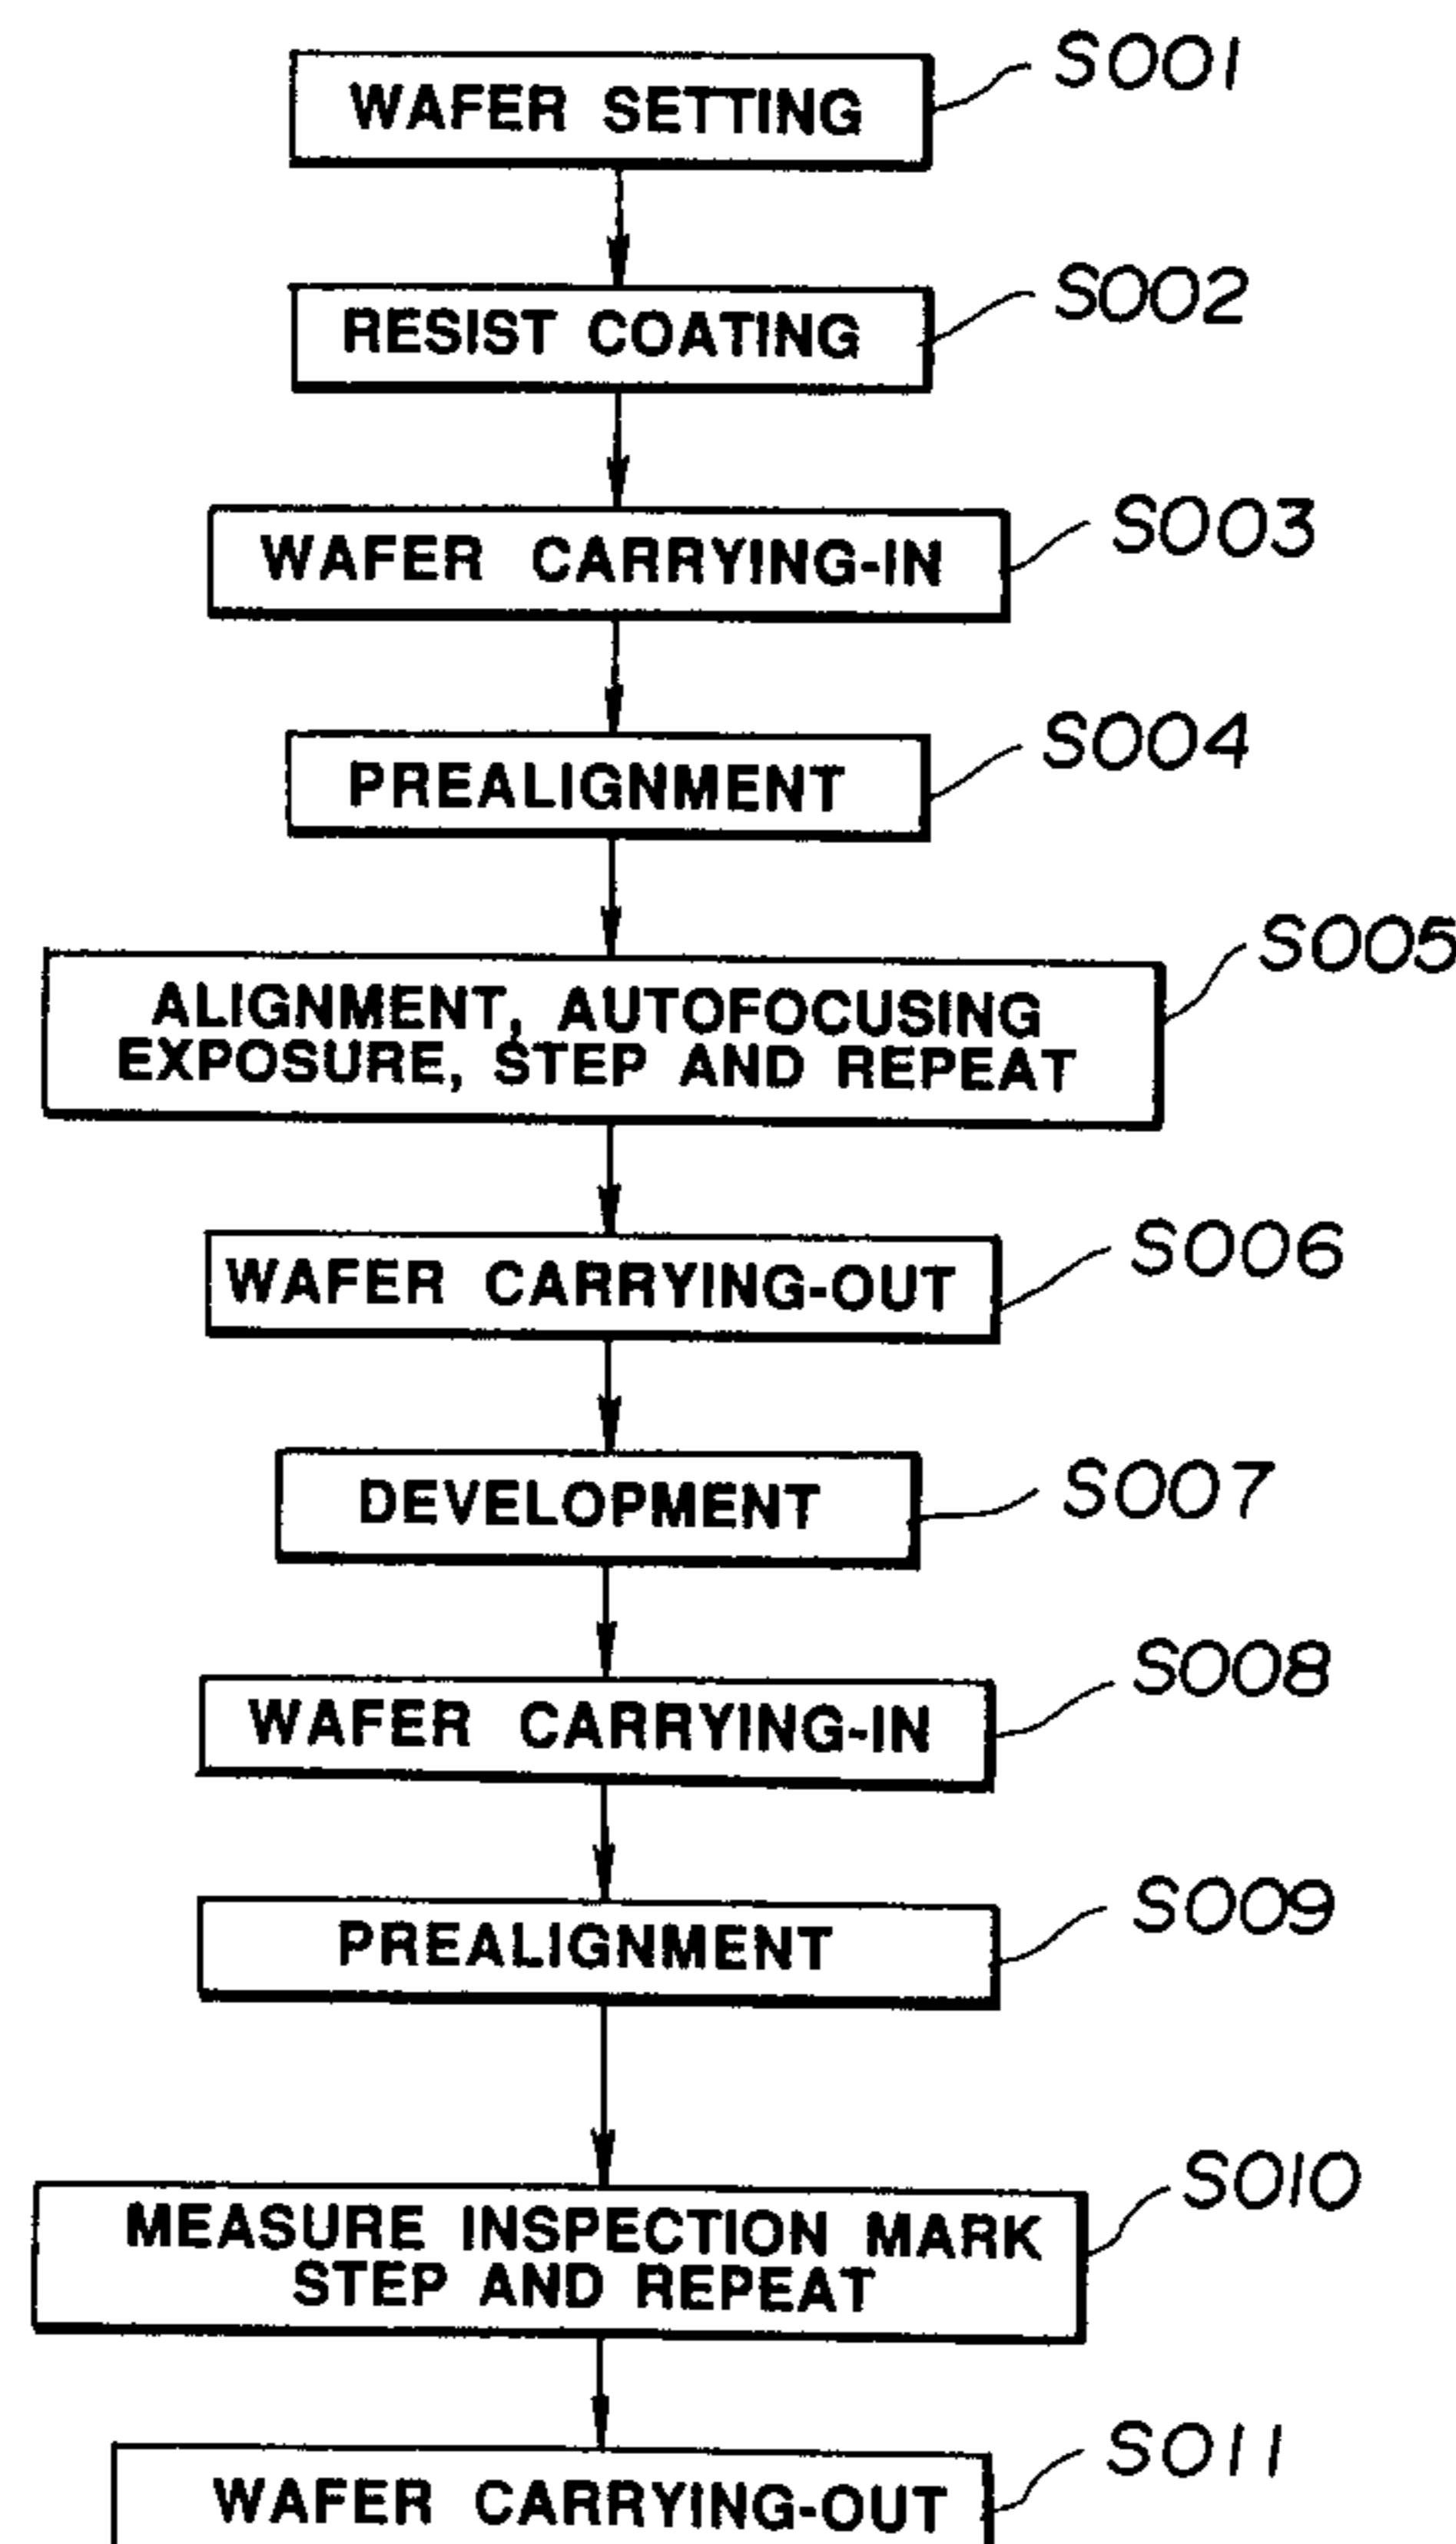 WAFER SETTING
S001
RESIST COATING
S002
WAFER CARRYING-IN
S003
PREALIGNMENT
S004
ALIGNMENT, AUTOFOCUSING
EXPOSURE, STEP AND REPEAT
S005
WAFER CARRYING-OUT
S006
DEVELOPMENT
S007
WAFER CARRYING-IN
S008
PREALIGNMENT
S009
MEASURE INSPECTION MARK
STEP AND REPEAT
S010
WAFER CARRYING-OUT
S011